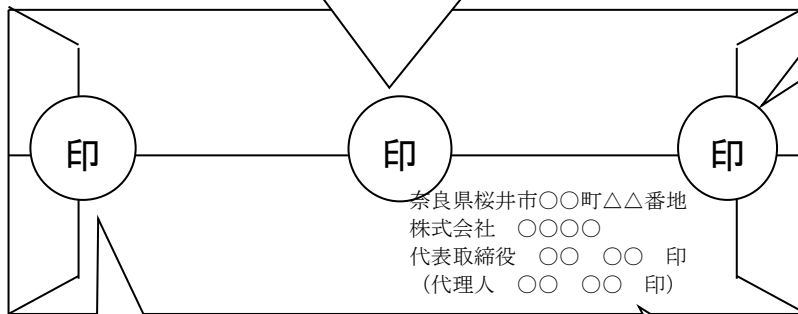 印 印 印
奈良県桜井市○○町△△番地
株式会社　○○○○
代表取締役　○○　○○　印
（代理人　○○　○○　印）